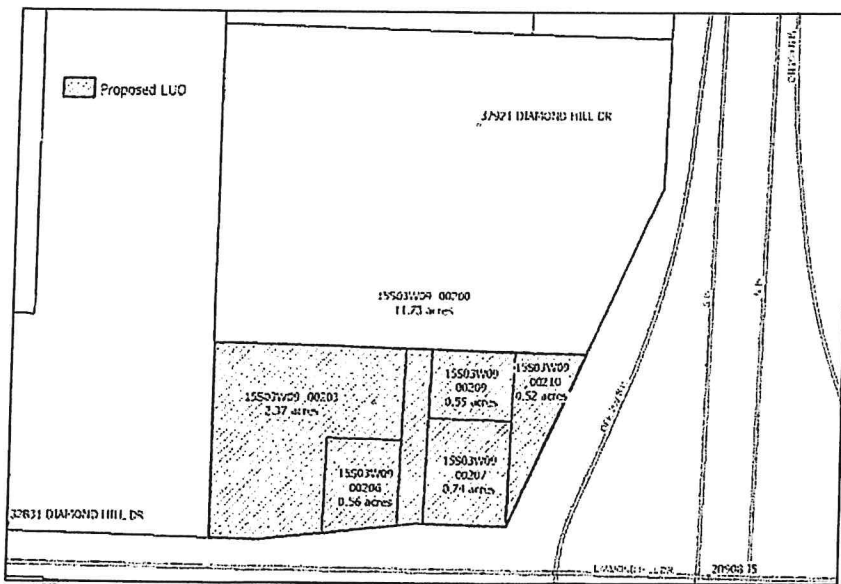 Proposed LUO
37921 DIAMOND HILL DR
15S03W09 00200
11.73 acres
15S03W09 00203
2.37 acres
15S03W09
00209
0.55 acres
15S03W09
00210
0.52 acres
15S03W09
00206
0.56 acres
15S03W09
00207
0.74 acres
32831 DIAMOND HILL DR